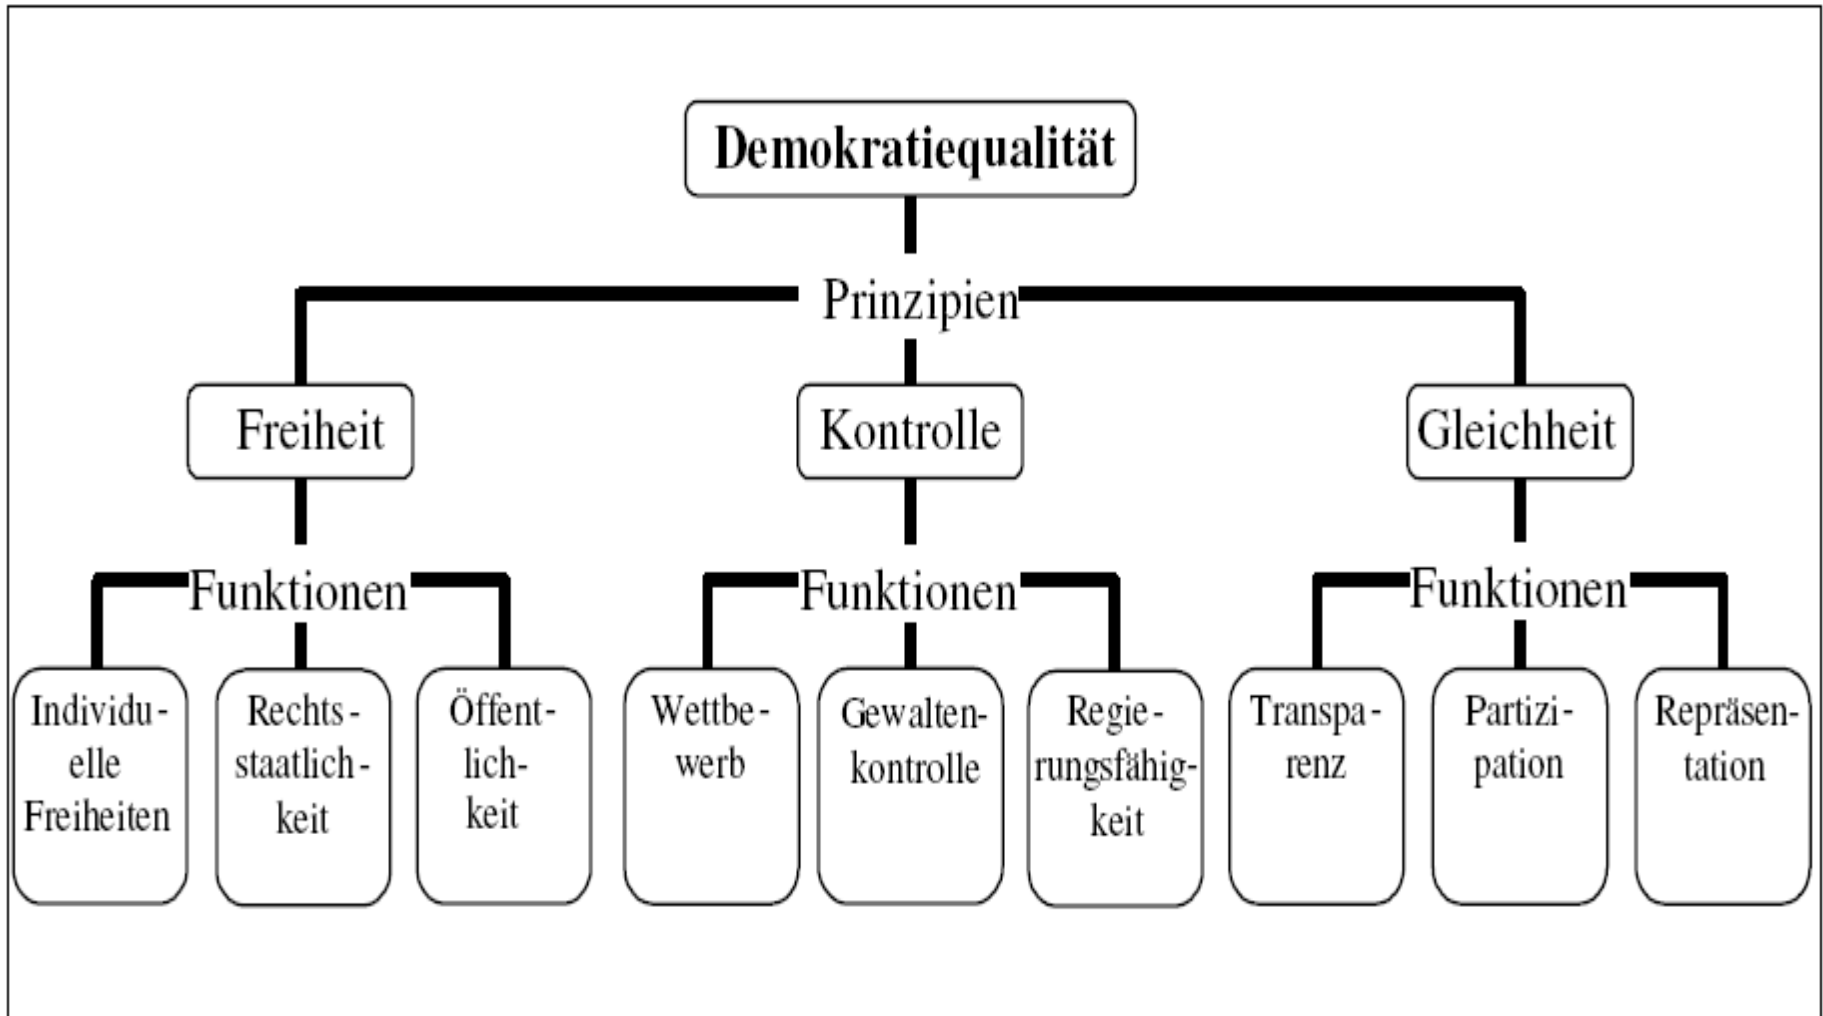 Demokratiequalität
Prinzipien
Freiheit
Kontrolle
Gleichheit
Funktionen
Funktionen
Funktionen
Individu-
elle
Freiheiten
Rechts-
staatlich-
keit
Öffent-
lich-
keit
Wettbe-
werb
Gewalten-
kontrolle
Regie-
rungsfähig-
keit
Transpa-
renz
Partizi-
pation
Repräsen-
tation